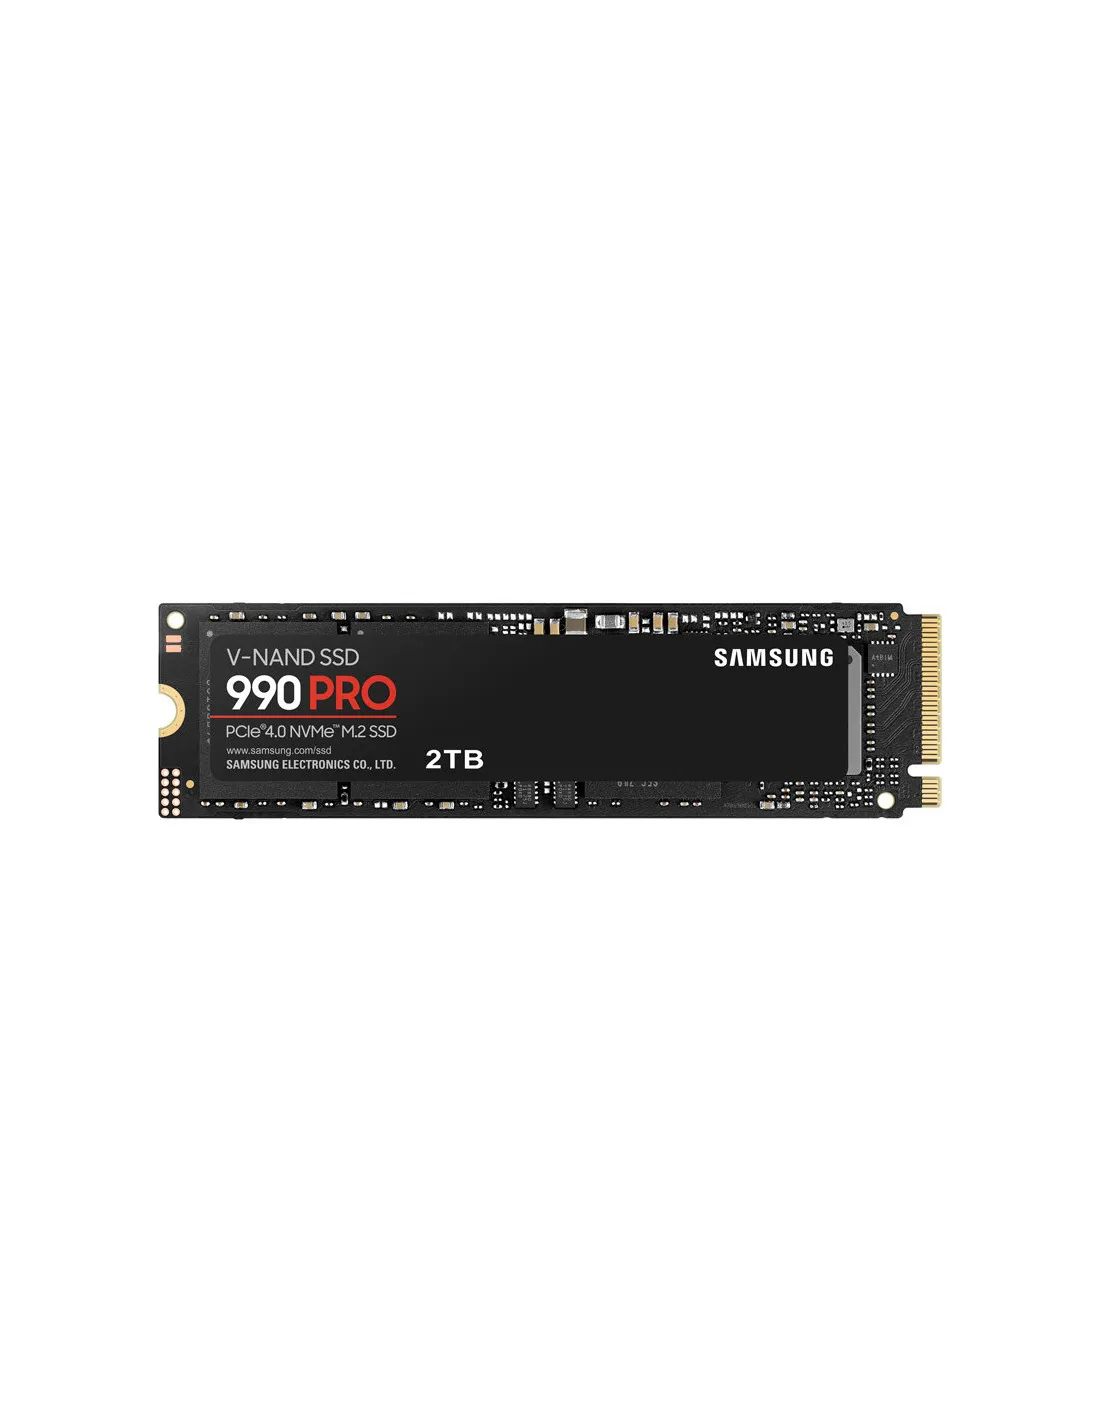 SAMSUNG
V-NAND SSD
990 PRO
PCIe®4.0 NVMe™ M.2 SSD
www.samsung.com/ssd
SAMSUNG ELECTRONICS CO., LTD.
2TB